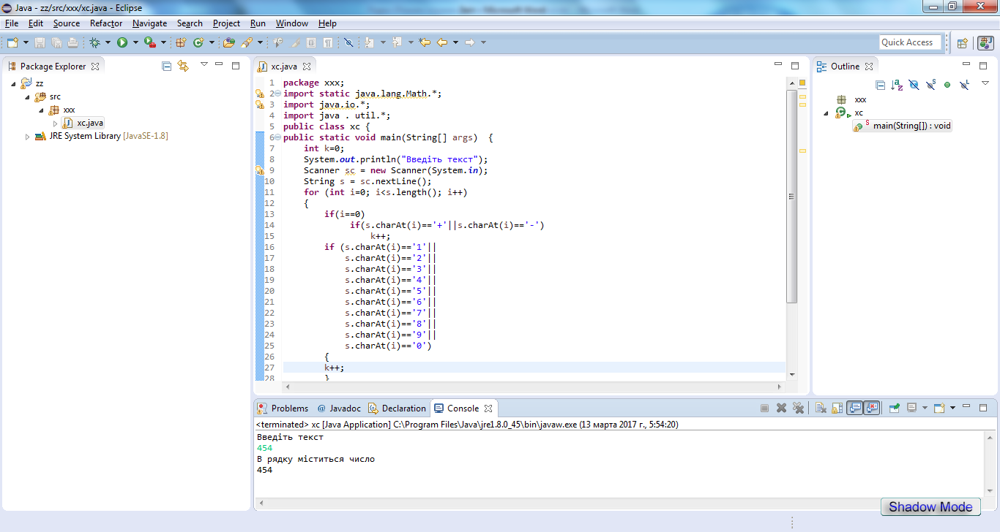 Java - zz/src/xxx/xc.java - Eclipse
File Edit Source Refactor Navigate Search Project Run Window Help
Quick Access
Package Explorer
zz
src
xxx
xc.java
JRE System Library [JavaSE-1.8]
xc.java
1 package xxx;
2 import static java.lang.Math.*;
3 import java.io.*;
4 import java . util.*;
5 public class xc {
6 public static void main(String[] args)  {
7 int k=0;
8 System.out.println("Введіть текст");
9 Scanner sc = new Scanner(System.in);
10 String s = sc.nextLine();
11 for (int i=0; i<s.length(); i++)
12 {
13 if(i==0)
14 if(s.charAt(i)=='+'||s.charAt(i)=='-')
15 k++;
16 if (s.charAt(i)=='1'||
17 s.charAt(i)=='2'||
18 s.charAt(i)=='3'||
19 s.charAt(i)=='4'||
20 s.charAt(i)=='5'||
21 s.charAt(i)=='6'||
22 s.charAt(i)=='7'||
23 s.charAt(i)=='8'||
24 s.charAt(i)=='9'||
25 s.charAt(i)=='0')
26 {
27 k++;
28 }
Outline
xxx
xc
main(String[]) : void
Problems @ Javadoc Declaration Console
<terminated> xc [Java Application] C:\Program Files\Java\jre1.8.0_45\bin\javaw.exe (13 марта 2017 г., 5:54:20)
Введіть текст
454
В рядку міститься число
454
Shadow Mode